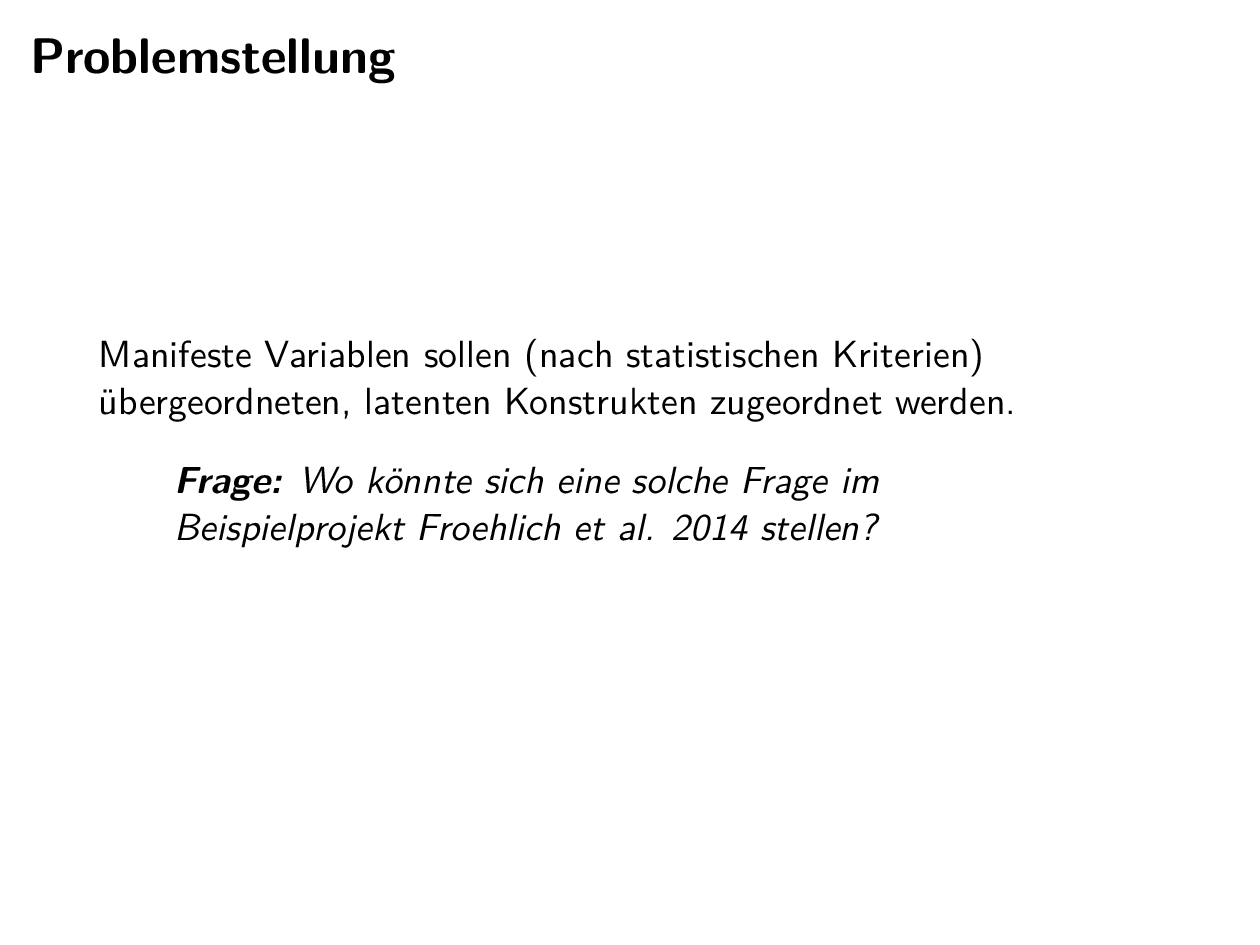 Problemstellung
Manifeste Variablen sollen (nach statistischen Kriterien)
übergeordneten, latenten Konstrukten zugeordnet werden.
Frage: Wo könnte sich eine solche Frage im
Beispielprojekt Froehlich et al. 2014 stellen?